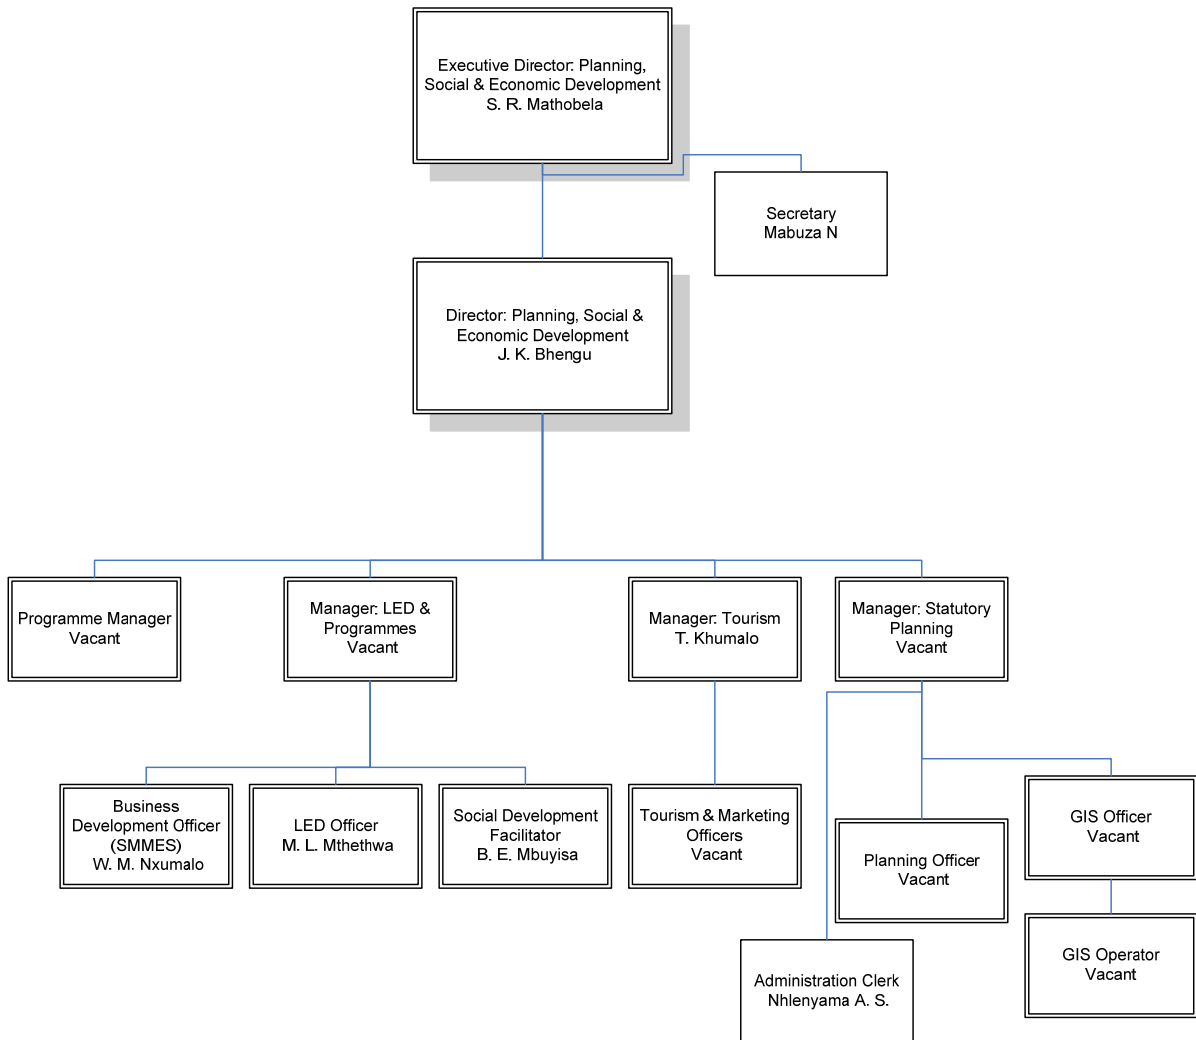 Executive Director: Planning,
Social & Economic Development
S. R. Mathobela
Secretary
Mabuza N
Director: Planning, Social &
Economic Development
J. K. Bhengu
Programme Manager
Vacant
Manager: LED &
Programmes
Vacant
Manager: Tourism
T. Khumalo
Manager: Statutory
Planning
Vacant
Business
Development Officer
(SMMES)
W. M. Nxumalo
LED Officer
M. L. Mthethwa
Social Development
Facilitator
B. E. Mbuyisa
Tourism & Marketing
Officers
Vacant
Planning Officer
Vacant
GIS Officer
Vacant
GIS Operator
Vacant
Administration Clerk
Nhlenyama A. S.